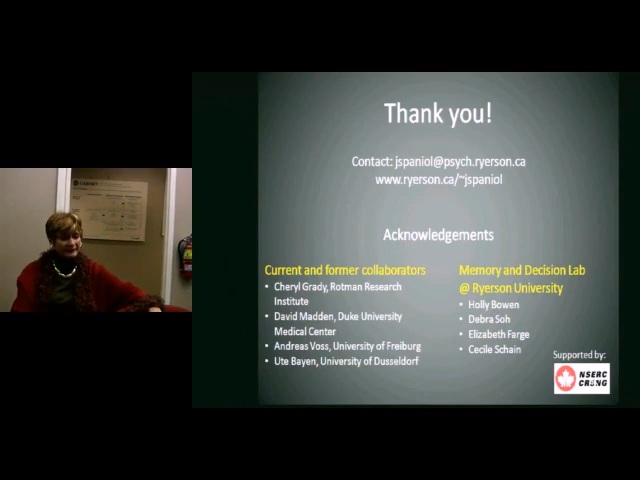 Thank you!
Contact: jspaniol@psych.ryerson.ca
www.ryerson.ca/~jspaniol
Acknowledgements
Current and former collaborators
• Cheryl Grady, Rotman Research
Institute
• David Madden, Duke University
Medical Center
• Andreas Voss, University of Freiburg
• Ute Bayen, University of Dusseldorf
Memory and Decision Lab
@ Ryerson University
• Holly Bowen
• Debra Soh
• Elizabeth Farge
• Cecile Schain
Supported by:
NSERC
CRSNG